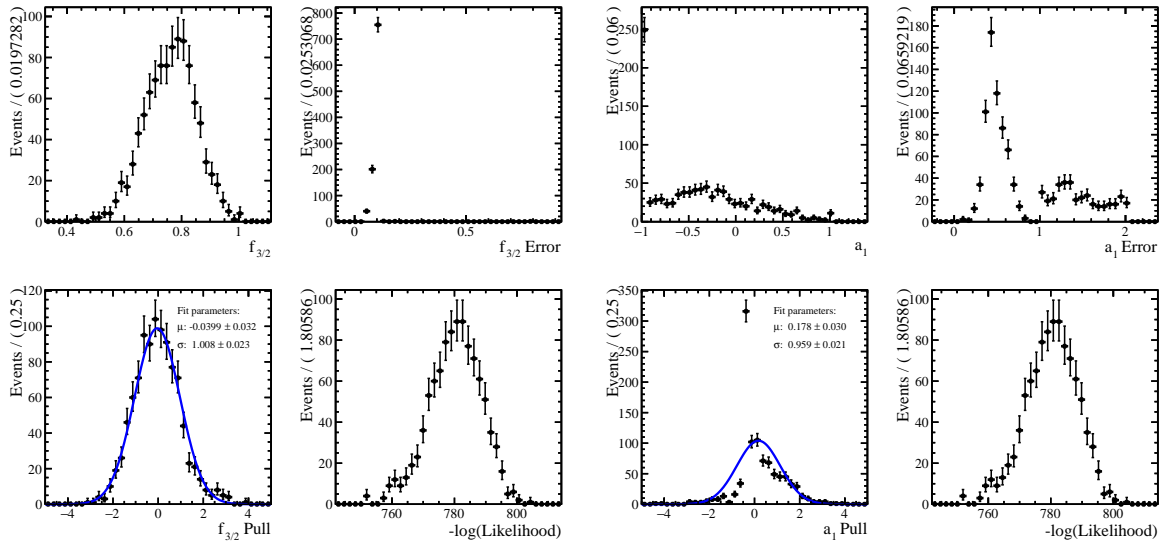 Events / ( 0.0197282 )
100
80
60
40
20
0
0.4 0.6 0.8 1
f3/2
Events / ( 0.0253068 )
800
700
600
500
400
300
200
100
0
0 0.5
f3/2 Error
Events / ( 0.06 )
250
200
150
100
50
0
−1 −0.5 0 0.5 1
a1
Events / ( 0.0659219 )
200
180
160
140
120
100
80
60
40
20
0
0 1 2
a1 Error
Events / ( 0.25 )
120
100
80
60
40
20
0
−4 −2 0 2 4
f3/2 Pull
Fit parameters:
μ: -0.0399 ± 0.032
σ: 1.008 ± 0.023
Events / ( 1.80586 )
100
80
60
40
20
0
760 780 800
-log(Likelihood)
Events / ( 0.25 )
350
300
250
200
150
100
50
0
−4 −2 0 2 4
a1 Pull
Fit parameters:
μ: 0.178 ± 0.030
σ: 0.959 ± 0.021
Events / ( 1.80586 )
100
80
60
40
20
0
760 780 800
-log(Likelihood)